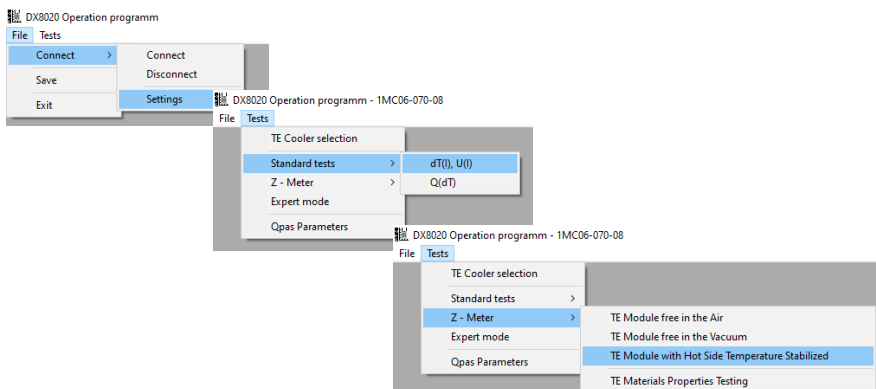 DX8020 Operation programm
File Tests
Connect > Connect
Disconnect
Save
Settings
Exit
DX8020 Operation programm - 1MC06-070-08
File Tests
TE Cooler selection
Standard tests > dT(I), U(I)
Z - Meter > Q(dT)
Expert mode
Qpas Parameters
DX8020 Operation programm - 1MC06-070-08
File Tests
TE Cooler selection
Standard tests >
Z - Meter > TE Module free in the Air
Expert mode TE Module free in the Vacuum
TE Module with Hot Side Temperature Stabilized
Qpas Parameters
TE Materials Properties Testing